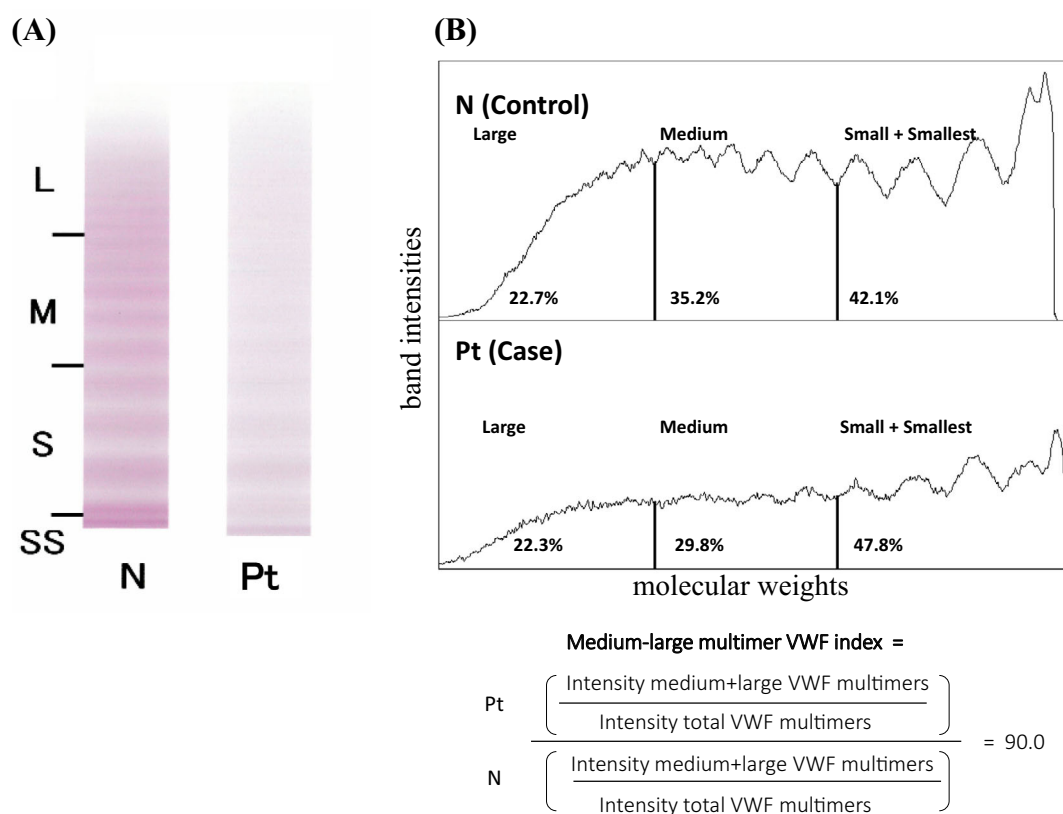 (A)
L
M
S
SS
N
Pt
(B)
N (Control)
Large
Medium
Small + Smallest
22.7%
35.2%
42.1%
Pt (Case)
Large
Medium
Small + Smallest
22.3%
29.8%
47.8%
band intensities
molecular weights
Medium-large multimer VWF index =
Pt
Intensity medium+large VWF multimers
Intensity total VWF multimers
= 90.0
N
Intensity medium+large VWF multimers
Intensity total VWF multimers